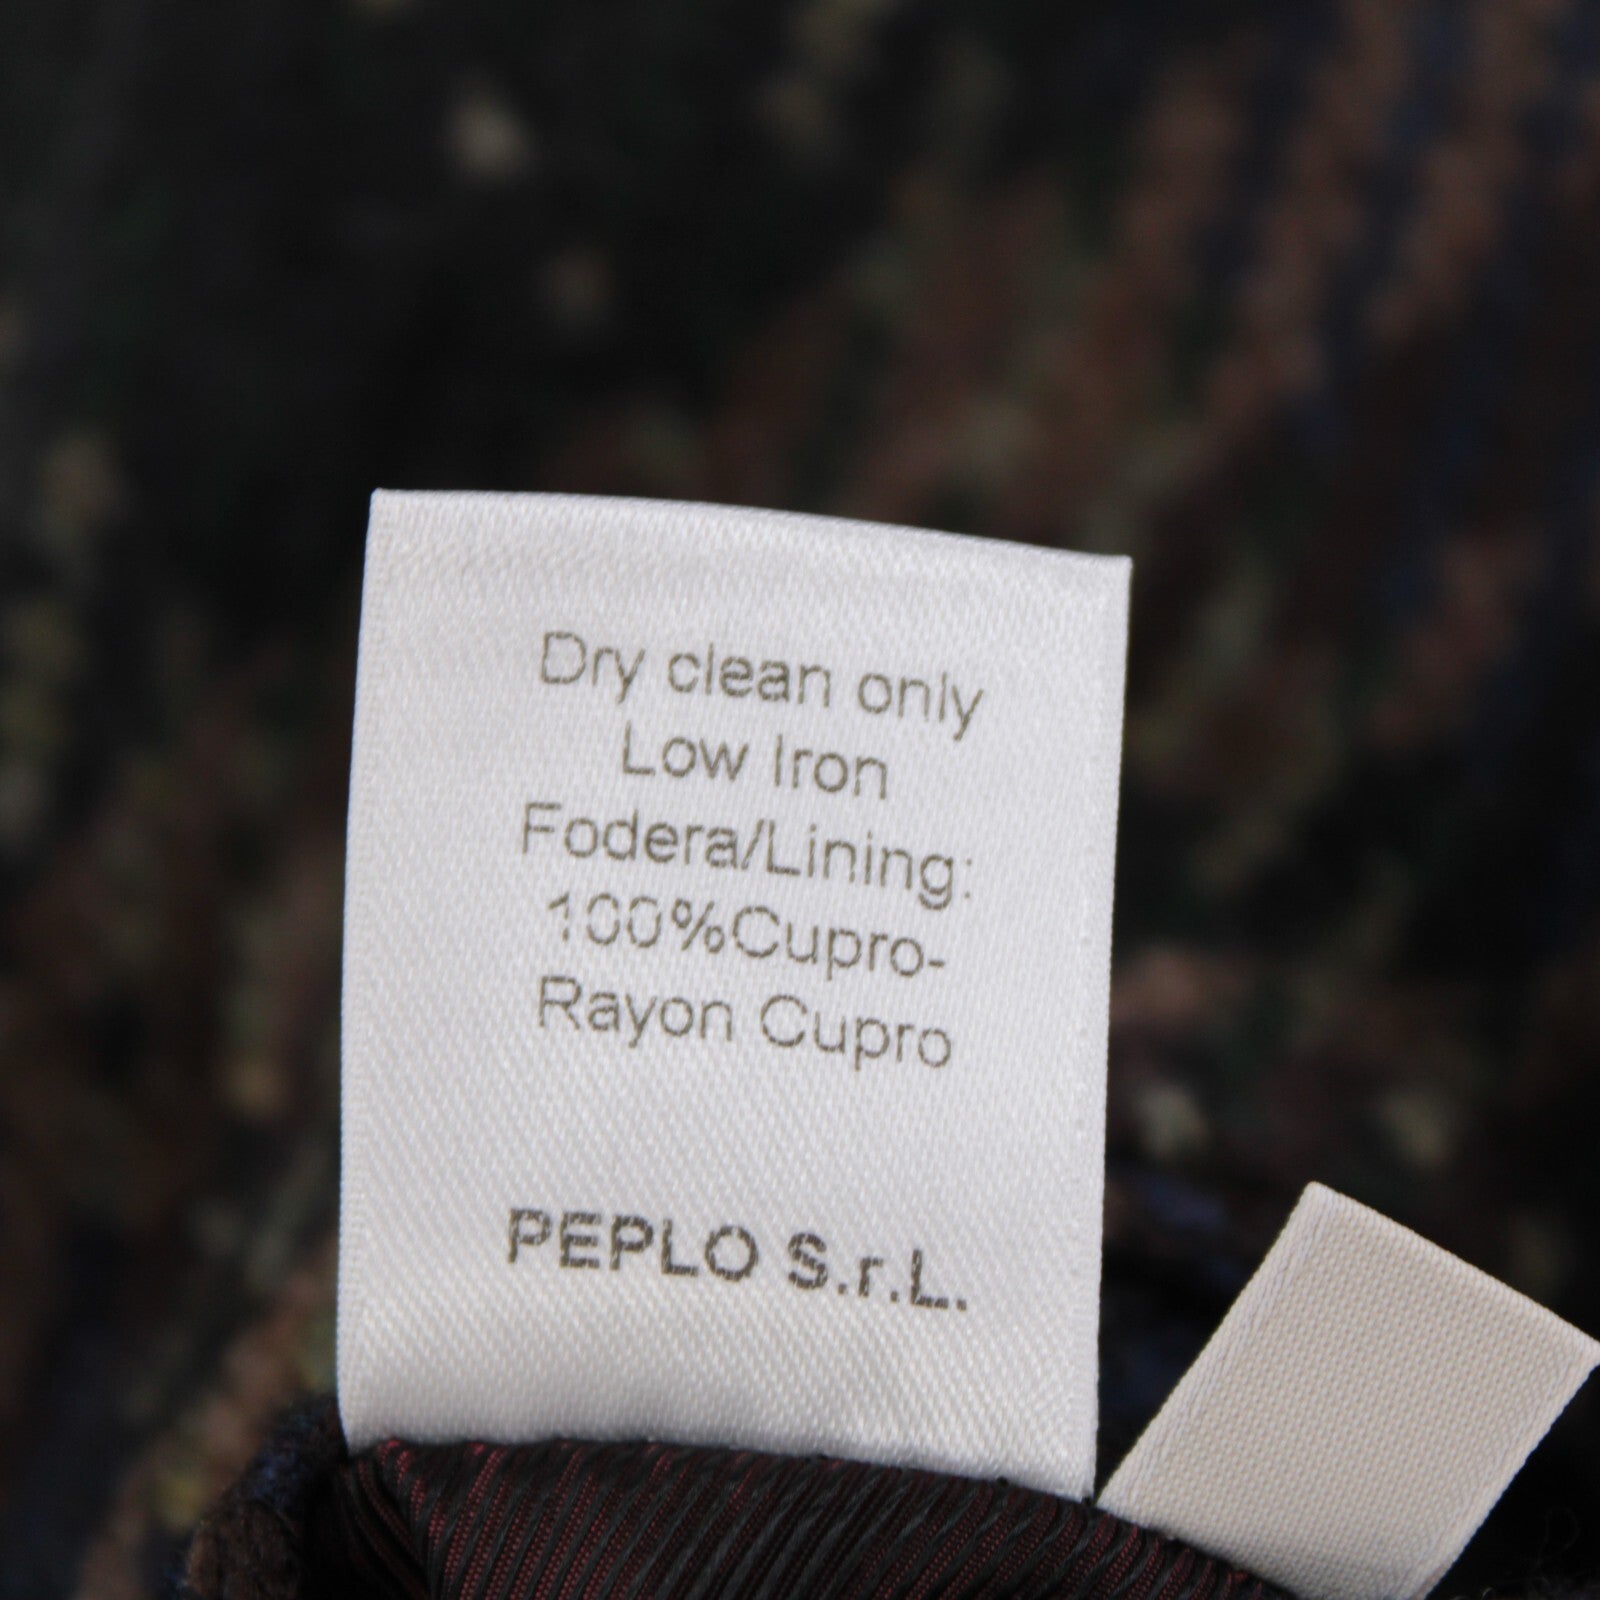 Dry clean only
Low Iron
Fodera/Lining:
100%Cupro-
Rayon Cupro
PEPLO S.r.L.